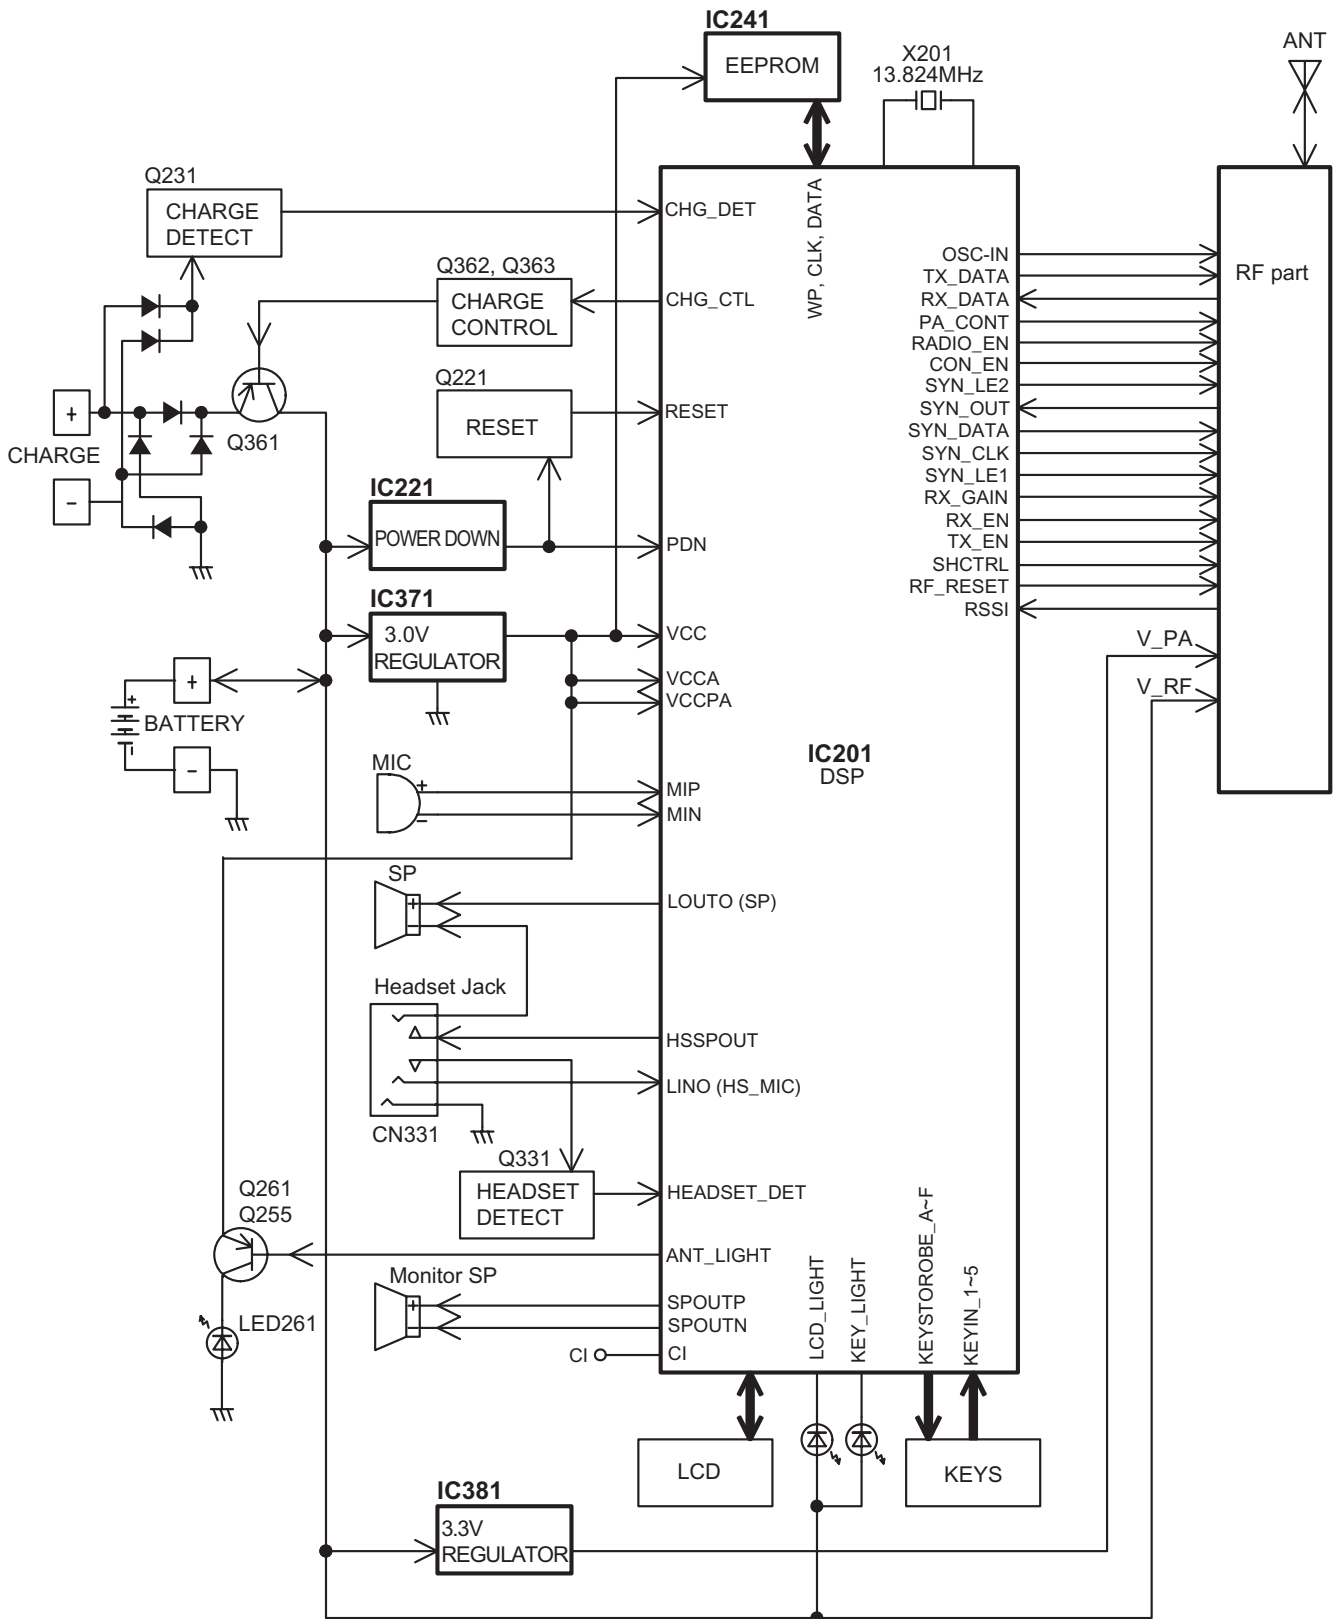 IC241
EEPROM
X201
13.824MHz
ANT
Q231
CHARGE
DETECT
CHG_DET
WP, CLK, DATA
Q362, Q363
CHARGE
CONTROL
CHG_CTL
Q221
RESET
RESET
+
CHARGE
-
Q361
IC221
POWER DOWN
PDN
IC371
3.0V
REGULATOR
VCC
VCCA
VCCPA
+
+
BATTERY
-
-
MIC
+
-
MIP
MIN
IC201
DSP
OSC-IN
TX_DATA
RX_DATA
PA_CONT
RADIO_EN
CON_EN
SYN_LE2
SYN_OUT
SYN_DATA
SYN_CLK
SYN_LE1
RX_GAIN
RX_EN
TX_EN
SHCTRL
RF_RESET
RSSI
RF part
V_PA
V_RF
SP
+
-
LOUTO (SP)
Headset Jack
HSSPOUT
LINO (HS_MIC)
CN331
Q331
HEADSET
DETECT
HEADSET_DET
Q261
Q255
ANT_LIGHT
LED261
Monitor SP
+
-
SPOUTP
SPOUTN
CI
CI
LCD_LIGHT
KEY_LIGHT
KEYSTOROBE_A~F
KEYIN_1~5
LCD
KEYS
IC381
3.3V
REGULATOR